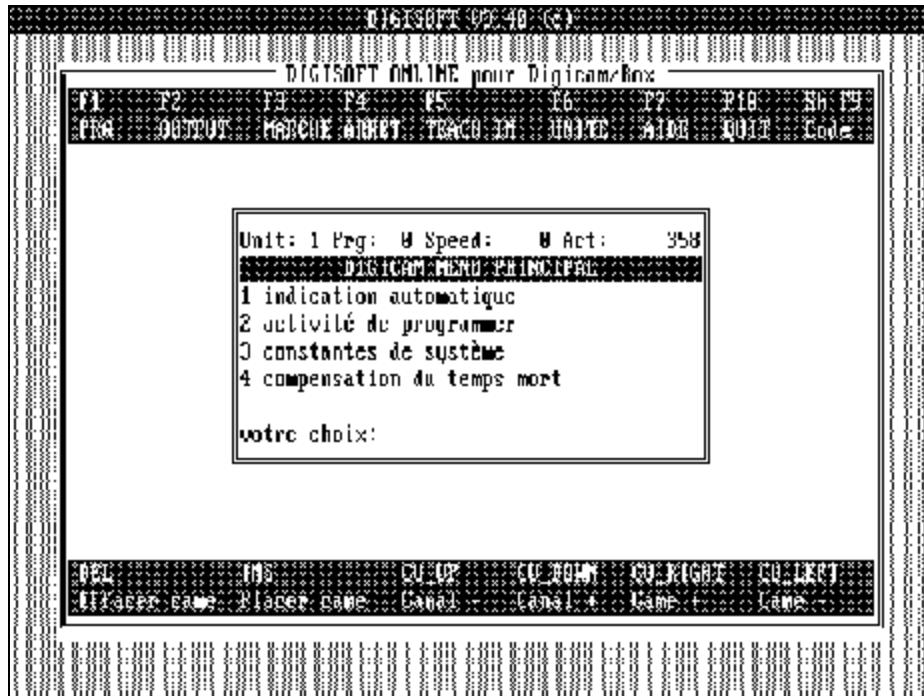 DIGISOFT V2.40 (c)
DIGISOFT ONLINE pour Digicam/Box
F1 F2 F3 F4 F5 F6 F7 F10 Sh F9
PRG OUTPUT MARCHE ARRET TEACH IN UNITE AIDE QUIT Code
Unit: 1 Prg: 0 Speed: 0 Act: 358
DIGICAM MENU PRINCIPAL
1 indication automatique
2 activité de programmer
3 constantes de système
4 compensation du temps mort
votre choix:
DEL INS CU_UP CU_DOWN CU_RIGHT CU_LEFT
Effacer came Placer came Canal - Canal + Came + Came -